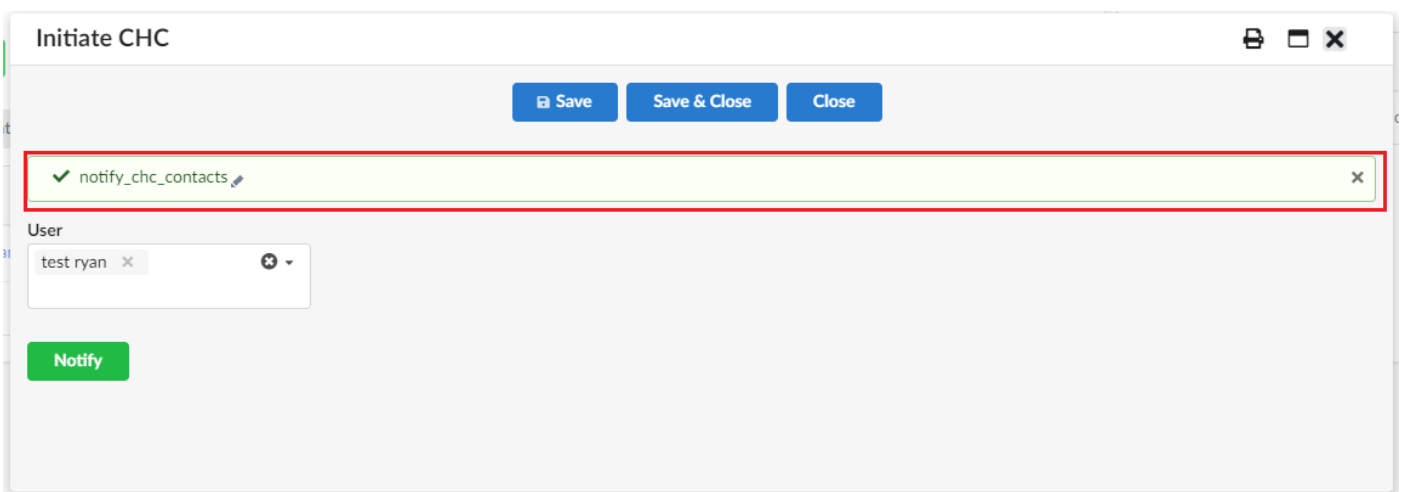 Initiate CHC
Save Save & Close Close
notify_chc_contacts
User
test ryan
Notify